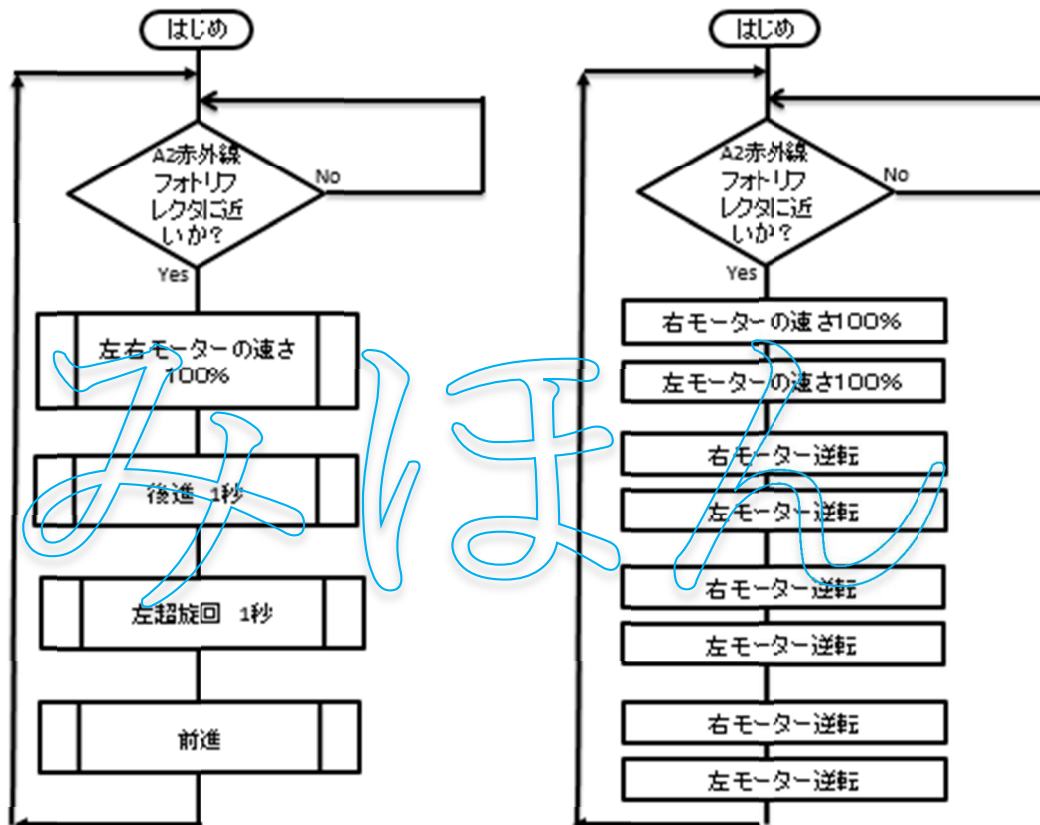 はじめ
A2赤外線
フォトリフ
レクタに近
いか?
No
Yes
左右モーターの速さ
100%
後進 1秒
左超旋回 1秒
前進
はじめ
A2赤外線
フォトリフ
レクタに近
いか?
No
Yes
右モーターの速さ100%
左モーターの速さ100%
右モーター逆転
左モーター逆転
右モーター逆転
左モーター逆転
右モーター逆転
左モーター逆転
みほん